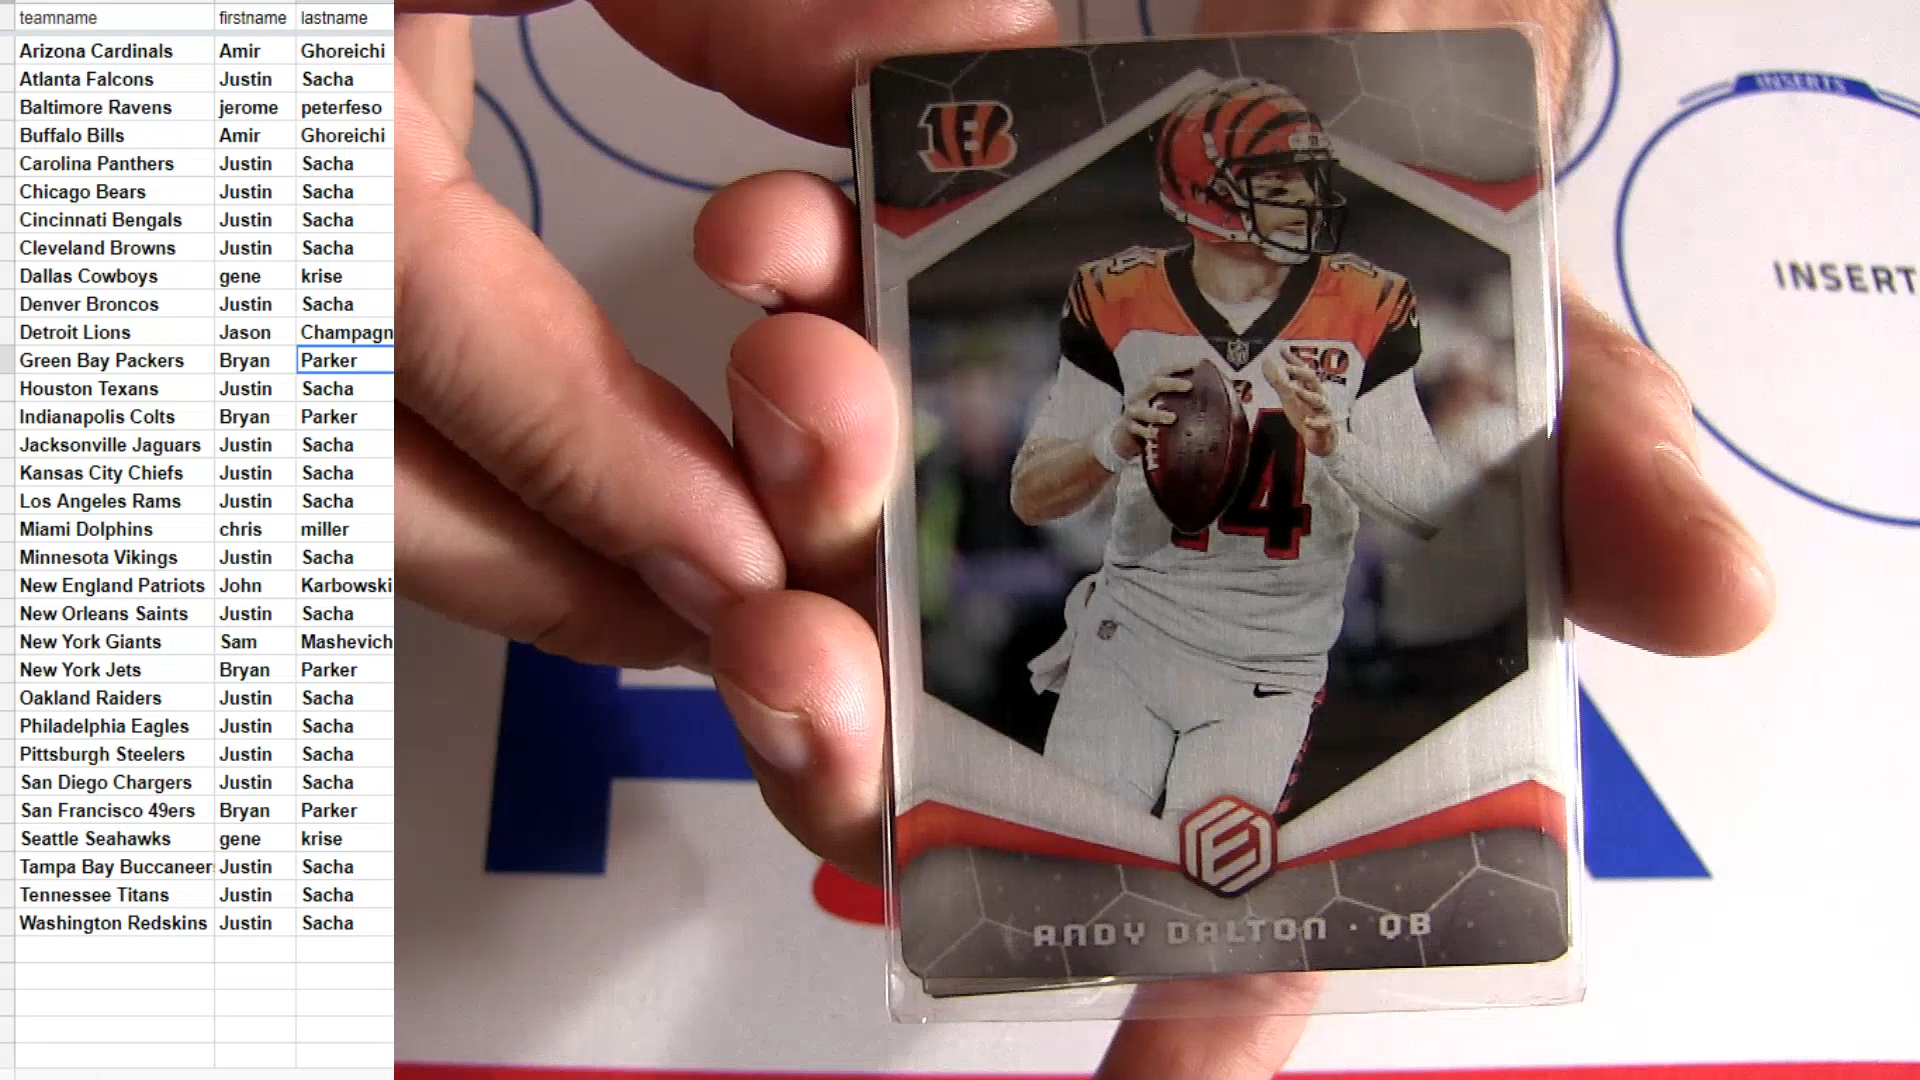 teamname firstname lastname
Arizona Cardinals Amir Ghoreichi
Atlanta Falcons Justin Sacha
Baltimore Ravens jerome peterfeso
Buffalo Bills Amir Ghoreichi
Carolina Panthers Justin Sacha
Chicago Bears Justin Sacha
Cincinnati Bengals Justin Sacha
Cleveland Browns Justin Sacha
Dallas Cowboys gene krise
Denver Broncos Justin Sacha
Detroit Lions Jason Champagn
Green Bay Packers Bryan Parker
Houston Texans Justin Sacha
Indianapolis Colts Bryan Parker
Jacksonville Jaguars Justin Sacha
Kansas City Chiefs Justin Sacha
Los Angeles Rams Justin Sacha
Miami Dolphins chris miller
Minnesota Vikings Justin Sacha
New England Patriots John Karbowski
New Orleans Saints Justin Sacha
New York Giants Sam Mashevich
New York Jets Bryan Parker
Oakland Raiders Justin Sacha
Philadelphia Eagles Justin Sacha
Pittsburgh Steelers Justin Sacha
San Diego Chargers Justin Sacha
San Francisco 49ers Bryan Parker
Seattle Seahawks gene krise
Tampa Bay Buccaneer Justin Sacha
Tennessee Titans Justin Sacha
Washington Redskins Justin Sacha
B
14
50
14
E
ANDY DALTON · QB
INSERTS
INSERT